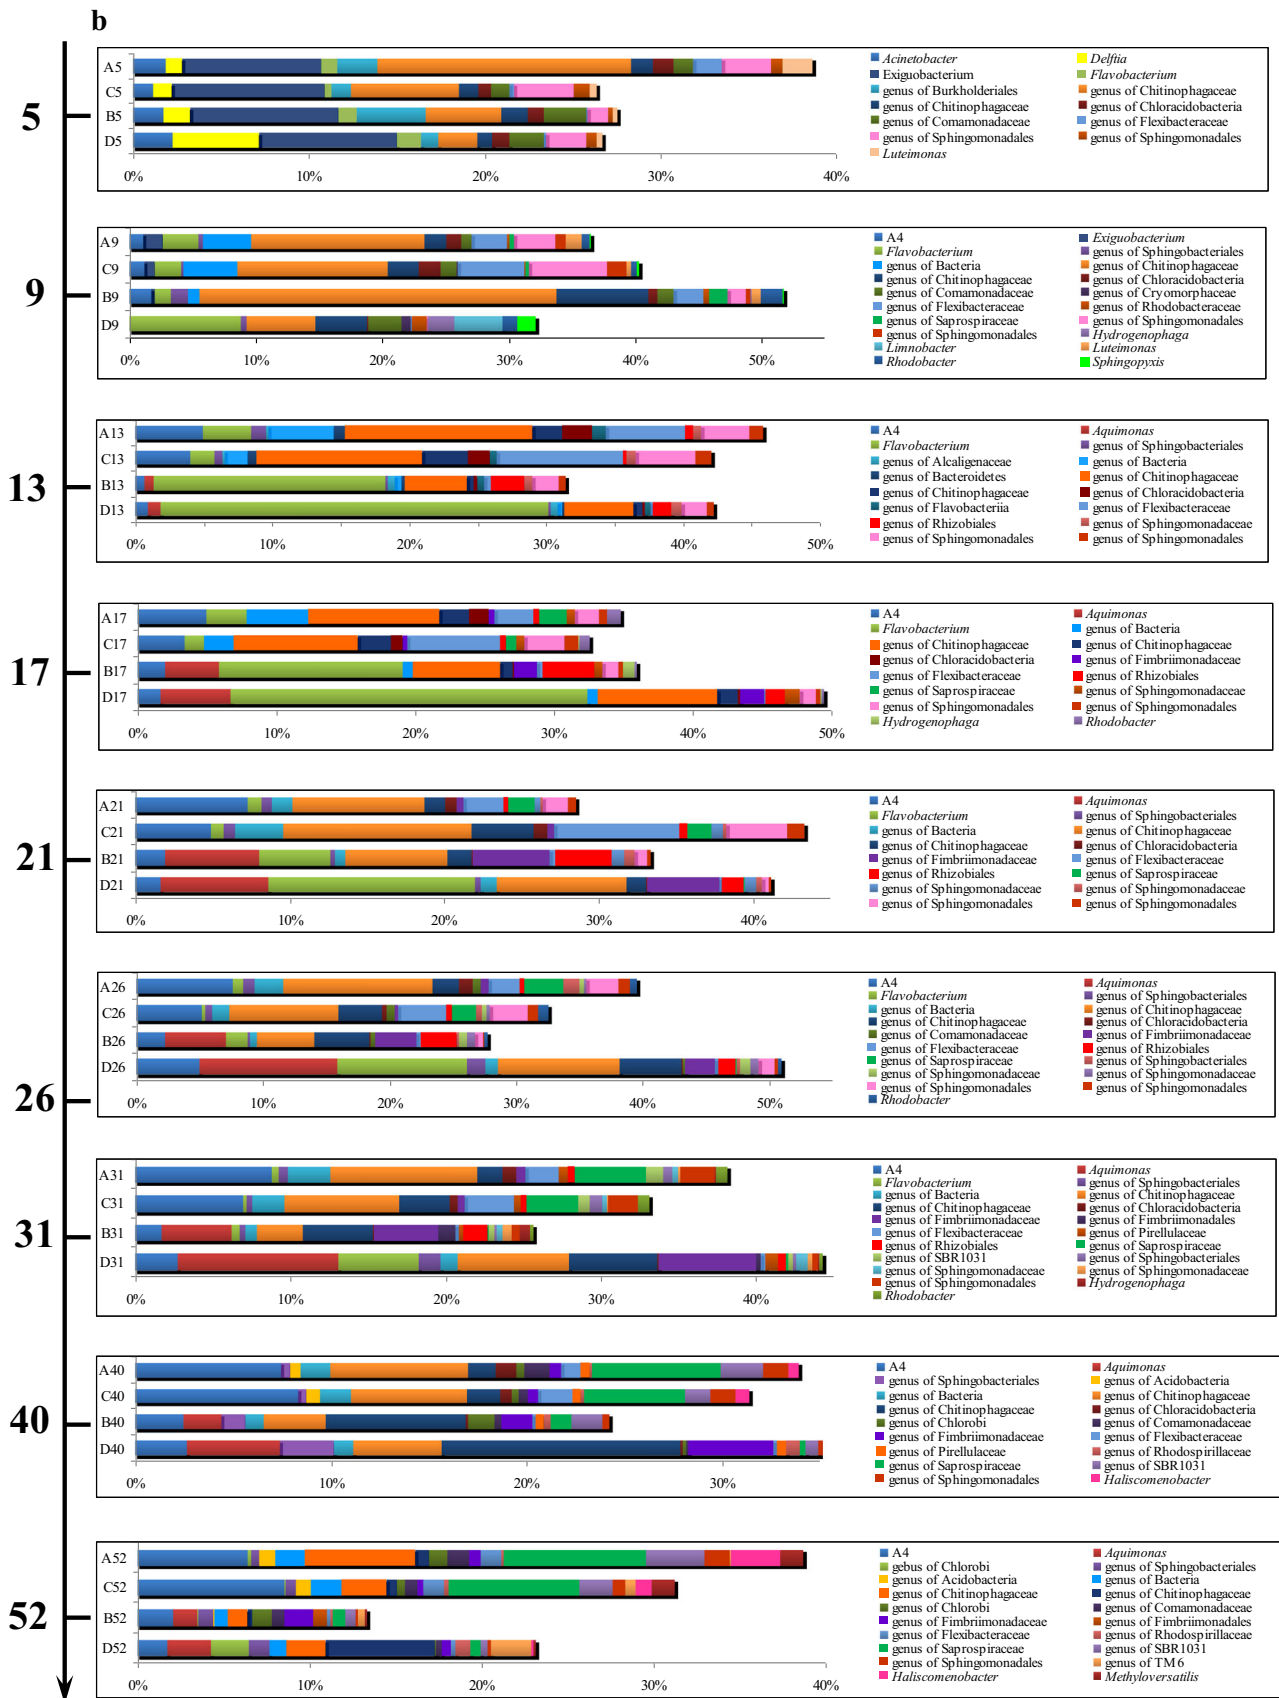 b
5
A5
C5
B5
D5
0% 10% 20% 30% 40%
Acinetobacter Delftia
Exiguobacterium Flavobacterium
genus of Burkholderiales genus of Chitinophagaceae
genus of Chitinophagaceae genus of Chloracidobacteria
genus of Comamonadaceae genus of Flexibacteraceae
genus of Sphingomonadales genus of Sphingomonadales
Luteimonas
9
A9
C9
B9
D9
0% 10% 20% 30% 40% 50%
A4 Exiguobacterium
Flavobacterium genus of Sphingobacteriales
genus of Bacteria genus of Chitinophagaceae
genus of Chitinophagaceae genus of Chloracidobacteria
genus of Comamonadaceae genus of Cryomorphaceae
genus of Flexibacteraceae genus of Rhodobacteraceae
genus of Saprospiraceae genus of Sphingomonadales
genus of Sphingomonadales Hydrogenophaga
Limnobacter Luteimonas
Rhodobacter Sphingopyxis
13
A13
C13
B13
D13
0% 10% 20% 30% 40% 50%
A4 Aquimonas
Flavobacterium genus of Sphingobacteriales
genus of Alcaligenaceae genus of Bacteria
genus of Bacteroidetes genus of Chitinophagaceae
genus of Chitinophagaceae genus of Chloracidobacteria
genus of Flavobacteriia genus of Flexibacteraceae
genus of Rhizobiales genus of Sphingomonadaceae
genus of Sphingomonadales genus of Sphingomonadales
17
A17
C17
B17
D17
0% 10% 20% 30% 40% 50%
A4 Aquimonas
Flavobacterium genus of Bacteria
genus of Chitinophagaceae genus of Chitinophagaceae
genus of Chloracidobacteria genus of Fimbriimonadaceae
genus of Flexibacteraceae genus of Rhizobiales
genus of Saprospiraceae genus of Sphingomonadaceae
genus of Sphingomonadales genus of Sphingomonadales
Hydrogenophaga Rhodobacter
21
A21
C21
B21
D21
0% 10% 20% 30% 40%
A4 Aquimonas
Flavobacterium genus of Sphingobacteriales
genus of Bacteria genus of Chitinophagaceae
genus of Chitinophagaceae genus of Chloracidobacteria
genus of Fimbriimonadaceae genus of Flexibacteraceae
genus of Rhizobiales genus of Saprospiraceae
genus of Sphingomonadaceae genus of Sphingomonadaceae
genus of Sphingomonadales genus of Sphingomonadales
26
A26
C26
B26
D26
0% 10% 20% 30% 40% 50%
A4 Aquimonas
Flavobacterium genus of Sphingobacteriales
genus of Bacteria genus of Chitinophagaceae
genus of Chitinophagaceae genus of Chloracidobacteria
genus of Comamonadaceae genus of Fimbriimonadaceae
genus of Flexibacteraceae genus of Rhizobiales
genus of Saprospiraceae genus of Sphingobacteriales
genus of Sphingomonadaceae genus of Sphingomonadaceae
genus of Sphingomonadales genus of Sphingomonadales
Rhodobacter
31
A31
C31
B31
D31
0% 10% 20% 30% 40%
A4 Aquimonas
Flavobacterium genus of Sphingobacteriales
genus of Bacteria genus of Chitinophagaceae
genus of Chitinophagaceae genus of Chloracidobacteria
genus of Fimbriimonadaceae genus of Fimbriimonadales
genus of Flexibacteraceae genus of Pirellulaceae
genus of Rhizobiales genus of Saprospiraceae
genus of SBR1031 genus of Sphingobacteriales
genus of Sphingomonadaceae genus of Sphingomonadaceae
genus of Sphingomonadales Hydrogenophaga
Rhodobacter
40
A40
C40
B40
D40
0% 10% 20% 30%
A4 Aquimonas
genus of Sphingobacteriales genus of Acidobacteria
genus of Bacteria genus of Chitinophagaceae
genus of Chitinophagaceae genus of Chloracidobacteria
genus of Chlorobi genus of Comamonadaceae
genus of Fimbriimonadaceae genus of Flexibacteraceae
genus of Pirellulaceae genus of Rhodospirillaceae
genus of Saprospiraceae genus of SBR1031
genus of Sphingomonadales Haliscomenobacter
52
A52
C52
B52
D52
0% 10% 20% 30% 40%
A4 Aquimonas
gebus of Chlorobi genus of Sphingobacteriales
genus of Acidobacteria genus of Bacteria
genus of Chitinophagaceae genus of Chitinophagaceae
genus of Chlorobi genus of Comamonadaceae
genus of Fimbriimonadaceae genus of Fimbriimonadales
genus of Flexibacteraceae genus of Rhodospirillaceae
genus of Saprospiraceae genus of SBR1031
genus of Sphingomonadales genus of TM6
Haliscomenobacter Methyloversatilis